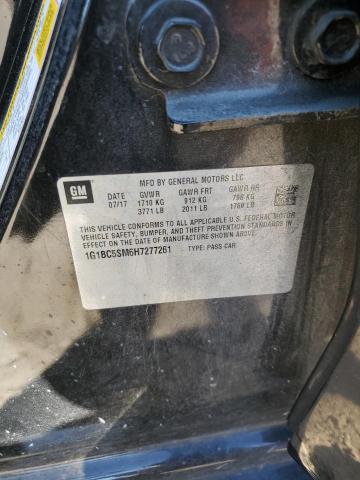 GM
MFD BY GENERAL MOTORS LLC
DATE GVWR GAWR FRT GAWR RR
07/17 1710 KG 912 KG 798 KG
3771 LB 2011 LB 1760 LB
THIS VEHICLE CONFORMS TO ALL APPLICABLE U.S. FEDERAL MOTOR
VEHICLE SAFETY, BUMPER, AND THEFT PREVENTION STANDARDS IN
EFFECT ON THE DATE OF MANUFACTURE SHOWN ABOVE.
1G1BC5SM6H7277261 TYPE: PASS CAR